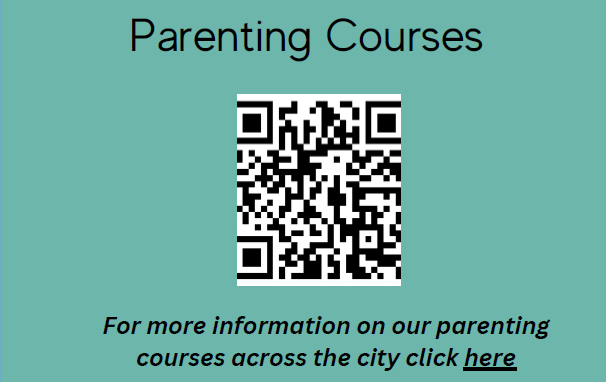 Parenting Courses
For more information on our parenting
courses across the city click here